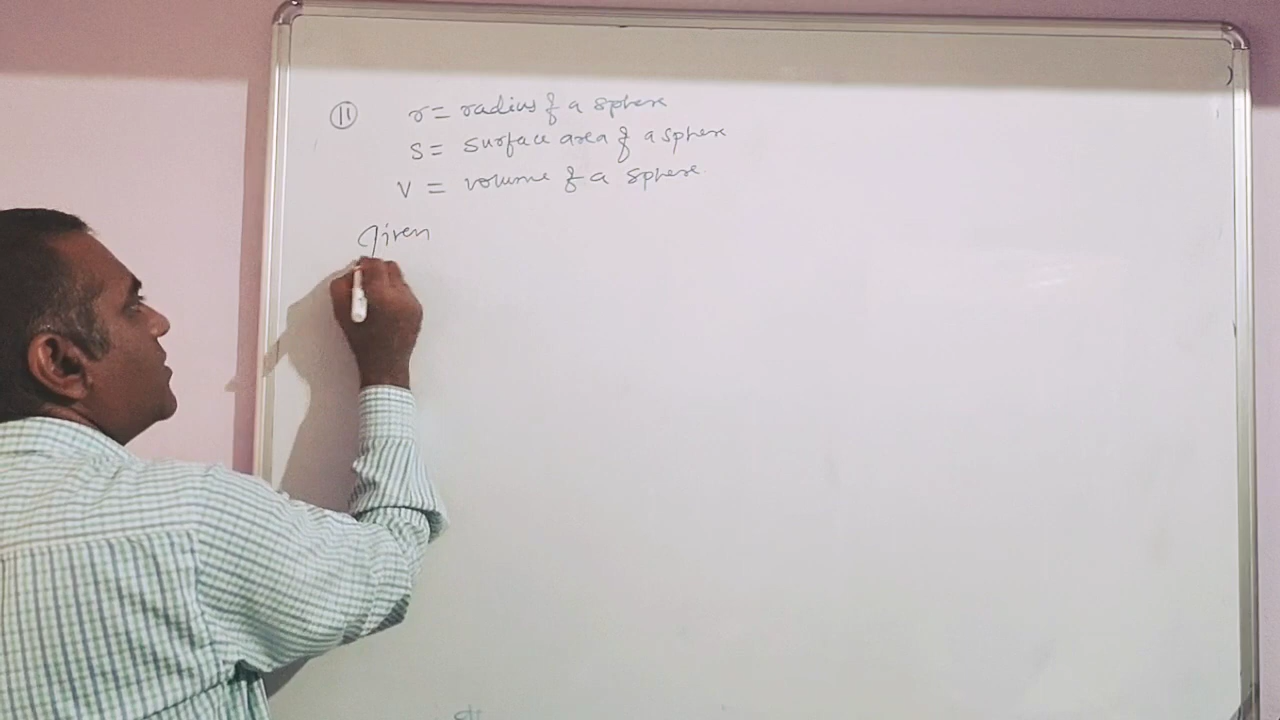 11 r = radius of a sphere
S = surface area of a sphere
V = volume of a sphere.
Given